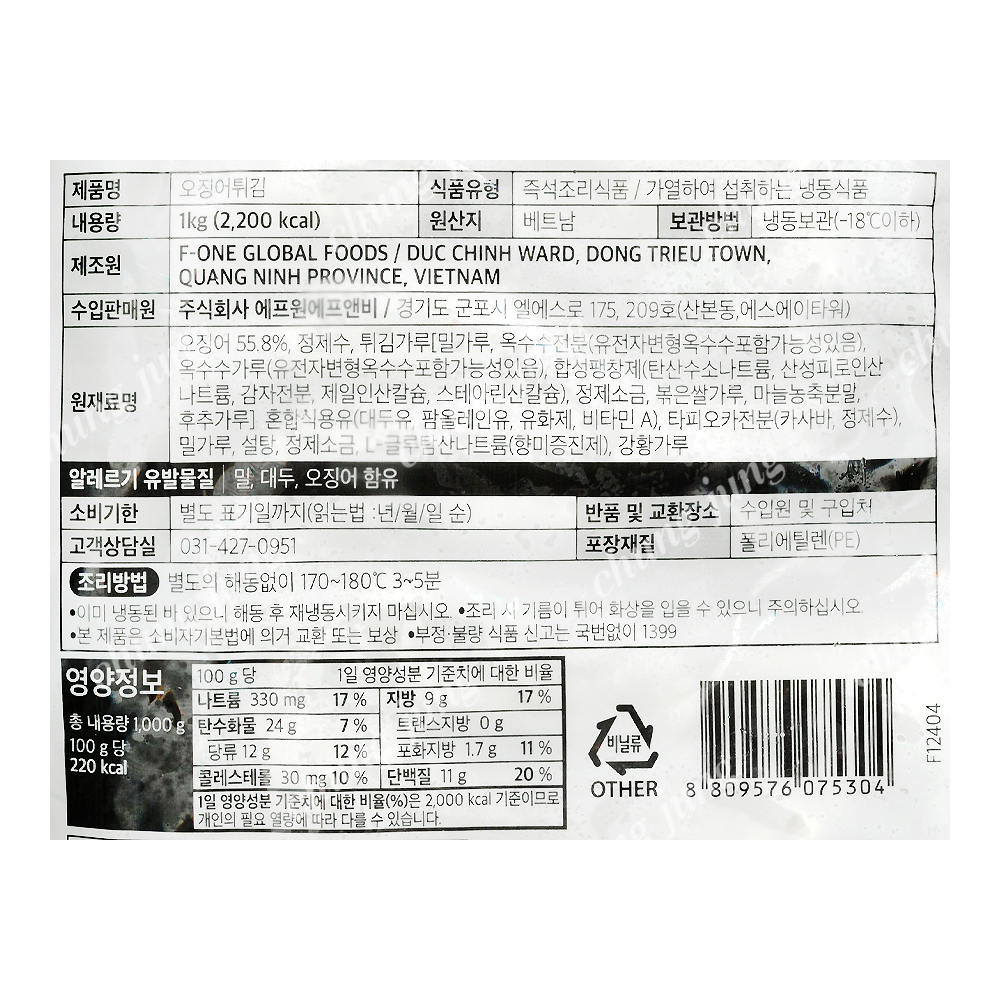 제품명 오징어튀김 식품유형 즉석조리식품 / 가열하여 섭취하는 냉동식품
내용량 1kg (2,200 kcal) 원산지 베트남 보관방법 냉동보관(-18℃이하)
제조원 F-ONE GLOBAL FOODS / DUC CHINH WARD, DONG TRIEU TOWN,
QUANG NINH PROVINCE, VIETNAM
수입판매원 주식회사 에프원에프앤비 / 경기도 군포시 엘에스로 175, 209호(산본동,에스에이타워)
원재료명 오징어 55.8%, 정제수, 튀김가루[밀가루, 옥수수전분(유전자변형옥수수포함가능성있음),
옥수수가루(유전자변형옥수수포함가능성있음), 합성팽창제(탄산수소나트륨, 산성피로인산
나트륨, 감자전분, 제일인산칼슘, 스테아린산칼슘), 정제소금, 볶은쌀가루, 마늘농축분말,
후추가루] 혼합식용유(대두유, 팜올레인유, 유화제, 비타민 A), 타피오카전분(카사바, 정제수),
밀가루, 설탕, 정제소금, L-글루탐산나트륨(향미증진제), 강황가루
알레르기 유발물질 밀, 대두, 오징어 함유
소비기한 별도 표기일까지(읽는법 :년/월/일 순) 반품 및 교환장소 수입원 및 구입처
고객상담실 031-427-0951 포장재질 폴리에틸렌(PE)
조리방법 별도의 해동없이 170~180℃ 3~5분
•이미 냉동된 바 있으니 해동 후 재냉동시키지 마십시오. •조리 시 기름이 튀어 화상을 입을 수 있으니 주의하십시오.
•본 제품은 소비자기본법에 의거 교환 또는 보상 •부정·불량 식품 신고는 국번없이 1399
영양정보
총 내용량 1,000 g
100 g 당
220 kcal
100 g 당 1일 영양성분 기준치에 대한 비율
나트륨 330 mg 17 % 지방 9 g 17 %
탄수화물 24 g 7 % 트랜스지방 0 g
당류 12 g 12 % 포화지방 1.7 g 11 %
콜레스테롤 30 mg 10 % 단백질 11 g 20 %
1일 영양성분 기준치에 대한 비율(%)은 2,000 kcal 기준이므로
개인의 필요 열량에 따라 다를 수 있습니다.
비닐류
OTHER
8 809576 075304
F12404
chung jung